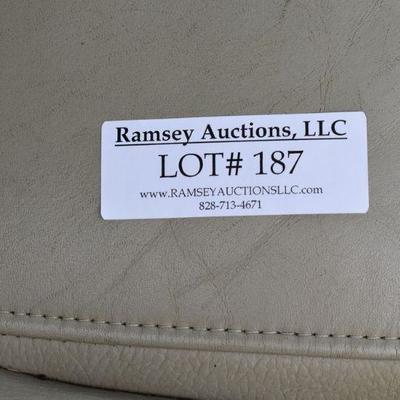 Ramsey Auctions, LLC
LOT# 187
www.RAMSEYAUCTIONSLLC.com
828-713-4671